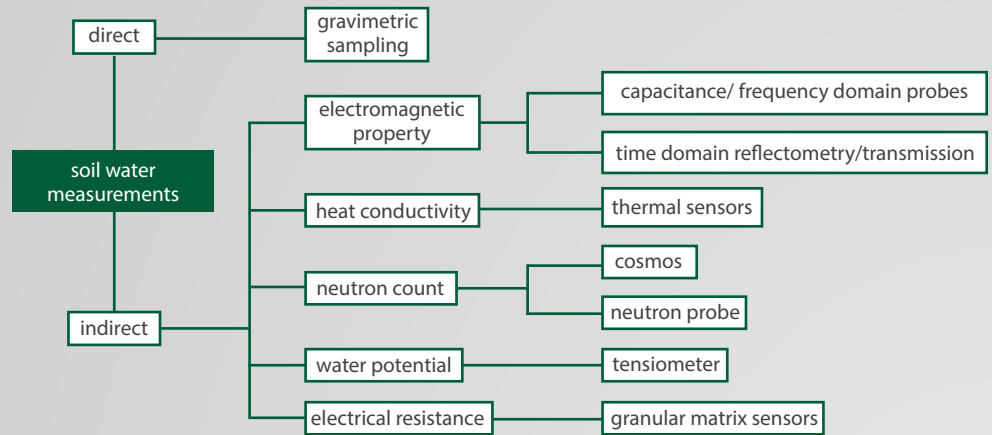 direct
gravimetric
sampling
soil water
measurements
indirect
electromagnetic
property
capacitance/ frequency domain probes
time domain reflectometry/transmission
heat conductivity
thermal sensors
neutron count
cosmos
neutron probe
water potential
tensiometer
electrical resistance
granular matrix sensors